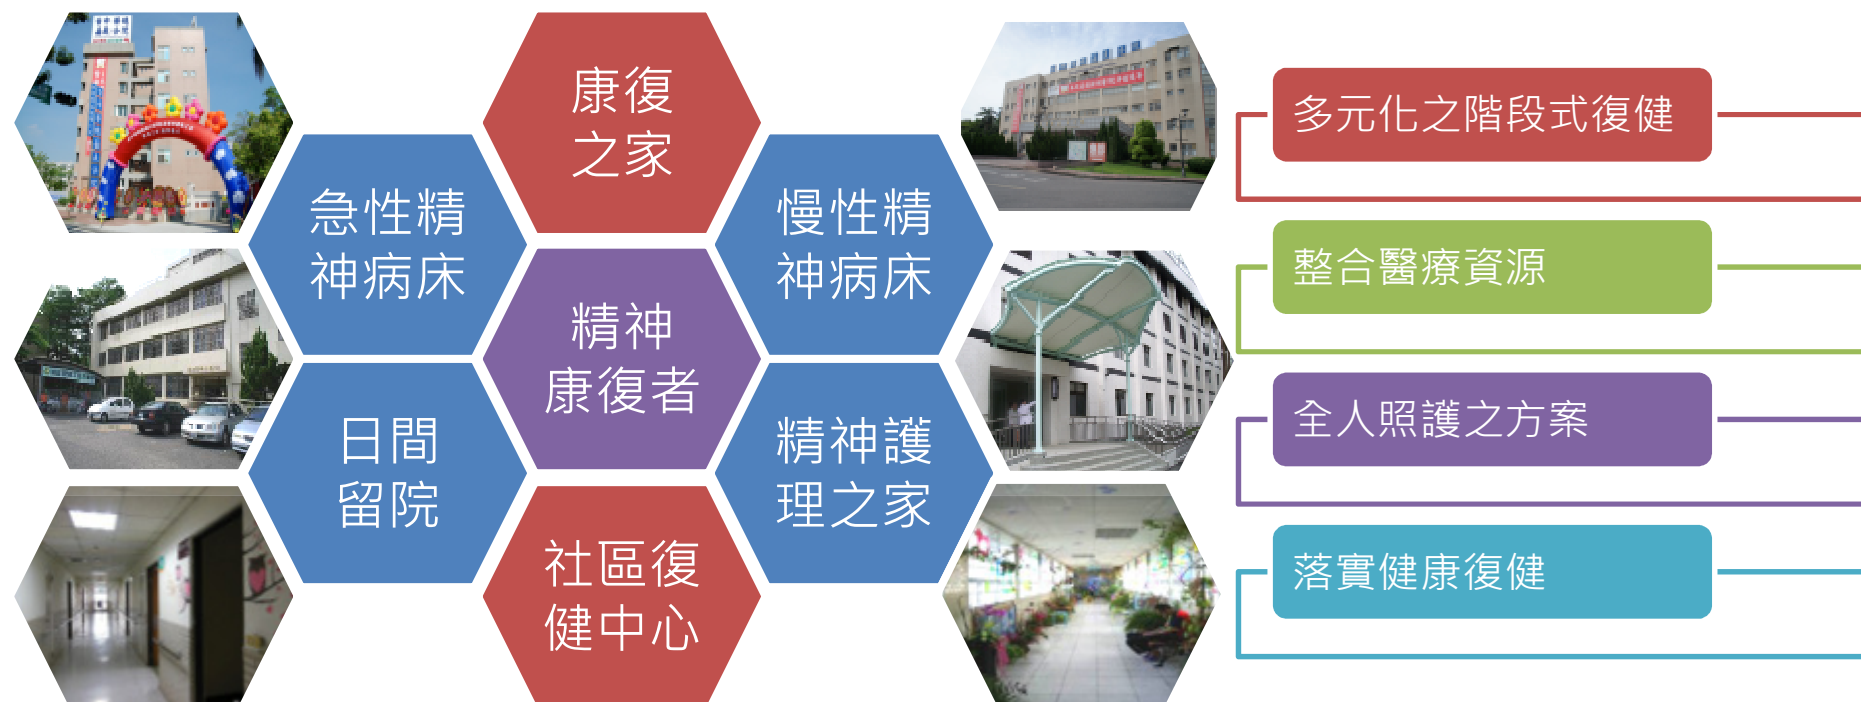 康復
之家
急性精
神病床
慢性精
神病床
精神
康復者
日間
留院
精神護
理之家
社區復
健中心
多元化之階段式復健
整合醫療資源
全人照護之方案
落實健康復健